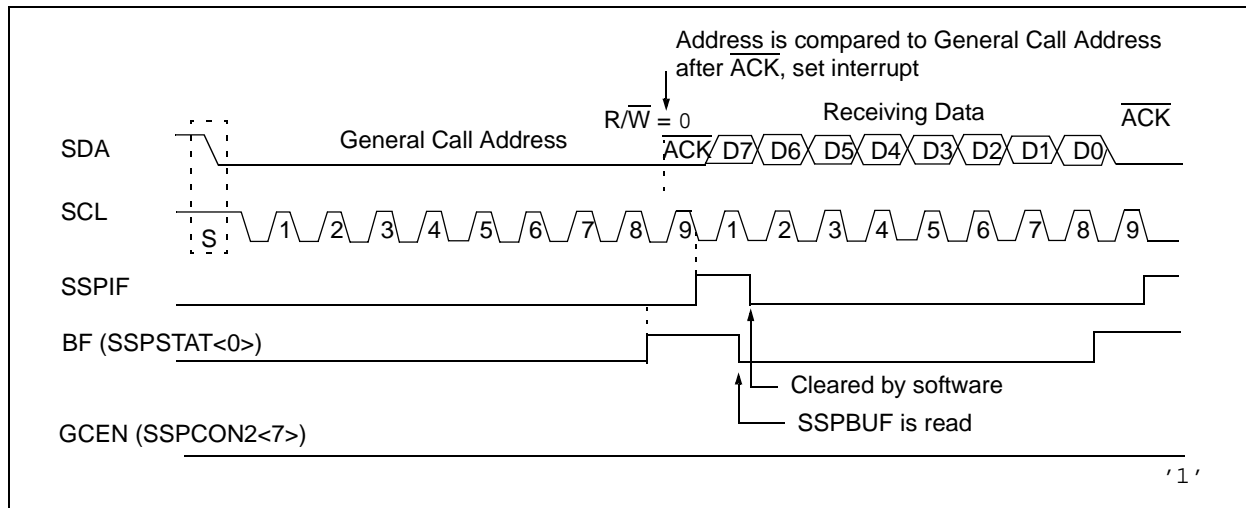 Address is compared to General Call Address
after ACK, set interrupt
R/W = 0
Receiving Data
ACK
General Call Address
SDA
ACK D7 D6 D5 D4 D3 D2 D1 D0
SCL
S
1 2 3 4 5 6 7 8 9 1 2 3 4 5 6 7 8 9
SSPIF
BF (SSPSTAT<0>)
Cleared by software
SSPBUF is read
GCEN (SSPCON2<7>)
'1'